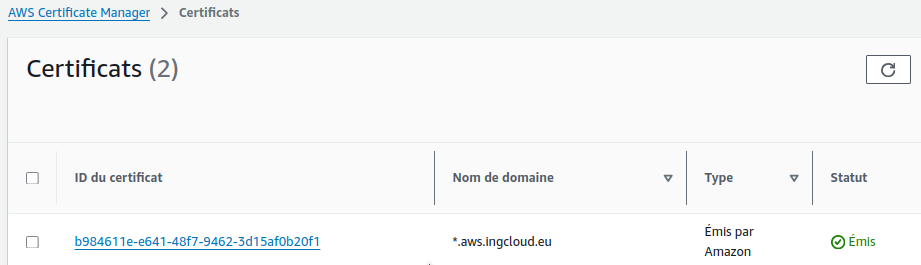 AWS Certificate Manager > Certificats
Certificats (2)
ID du certificat Nom de domaine Type Statut
b984611e-e641-48f7-9462-3d15af0b20f1 *.aws.ingcloud.eu Émis par Émis
Amazon